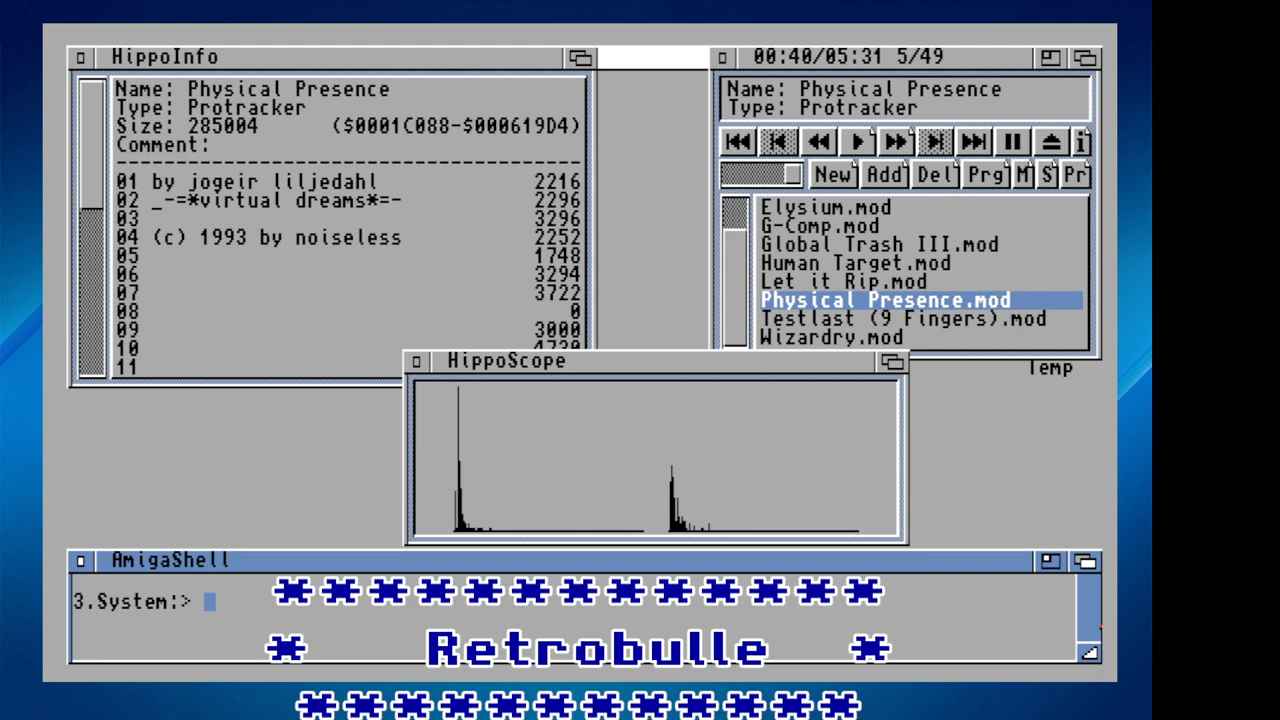 HippoInfo
Name: Physical Presence
Type: Protracker
Size: 285004 ($0001C088-$000619D4)
Comment:
----------------------------------------
01 by jogeir liljedahl 2216
02 _-=*virtual dreams*=- 2296
03 3296
04 (c) 1993 by noiseless 2252
05 1748
06 3294
07 3722
08 0
09 3000
10 4730
11
00:40/05:31 5/49
Name: Physical Presence
Type: Protracker
i
New Add Del Prg M S Pr
Elysium.mod
G-Comp.mod
Global Trash III.mod
Human Target.mod
Let it Rip.mod
Physical Presence.mod
Testlast (9 Fingers).mod
Wizardry.mod
Temp
HippoScope
AmigaShell
3.System:>
* * * * * * * * * * * * *
* Retrobulle *
* * * * * * * * * * * *